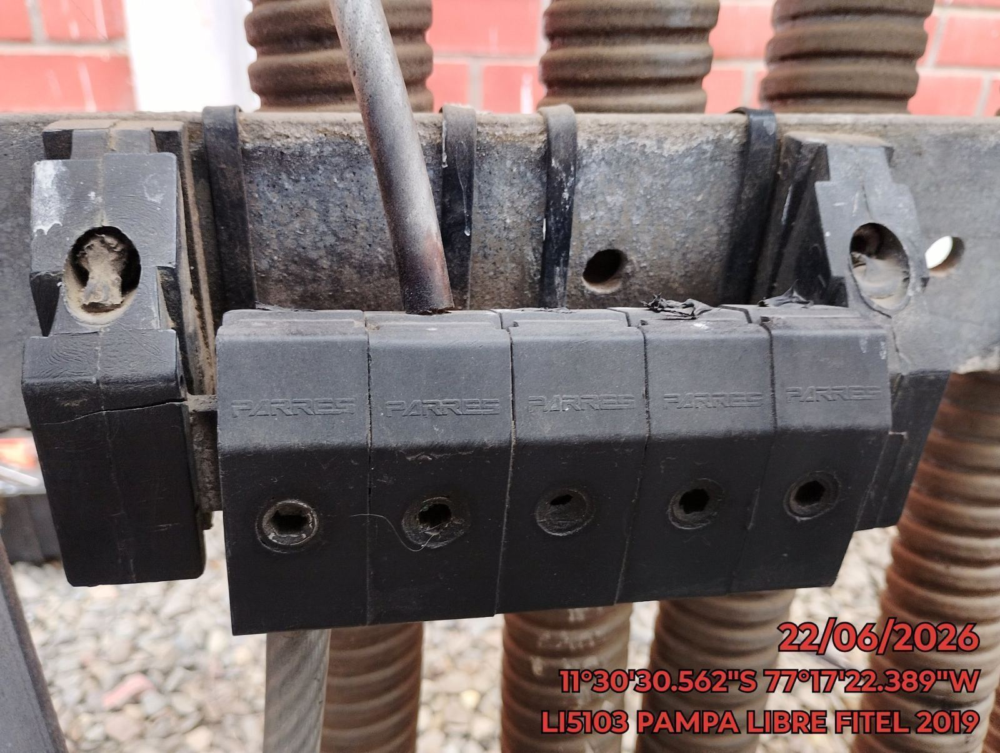 PARRES PARRES PARRES PARRES PARRES
22/06/2026
11°30'30.562"S 77°17'22.389"W
LI5103 PAMPA LIBRE FITEL 2019